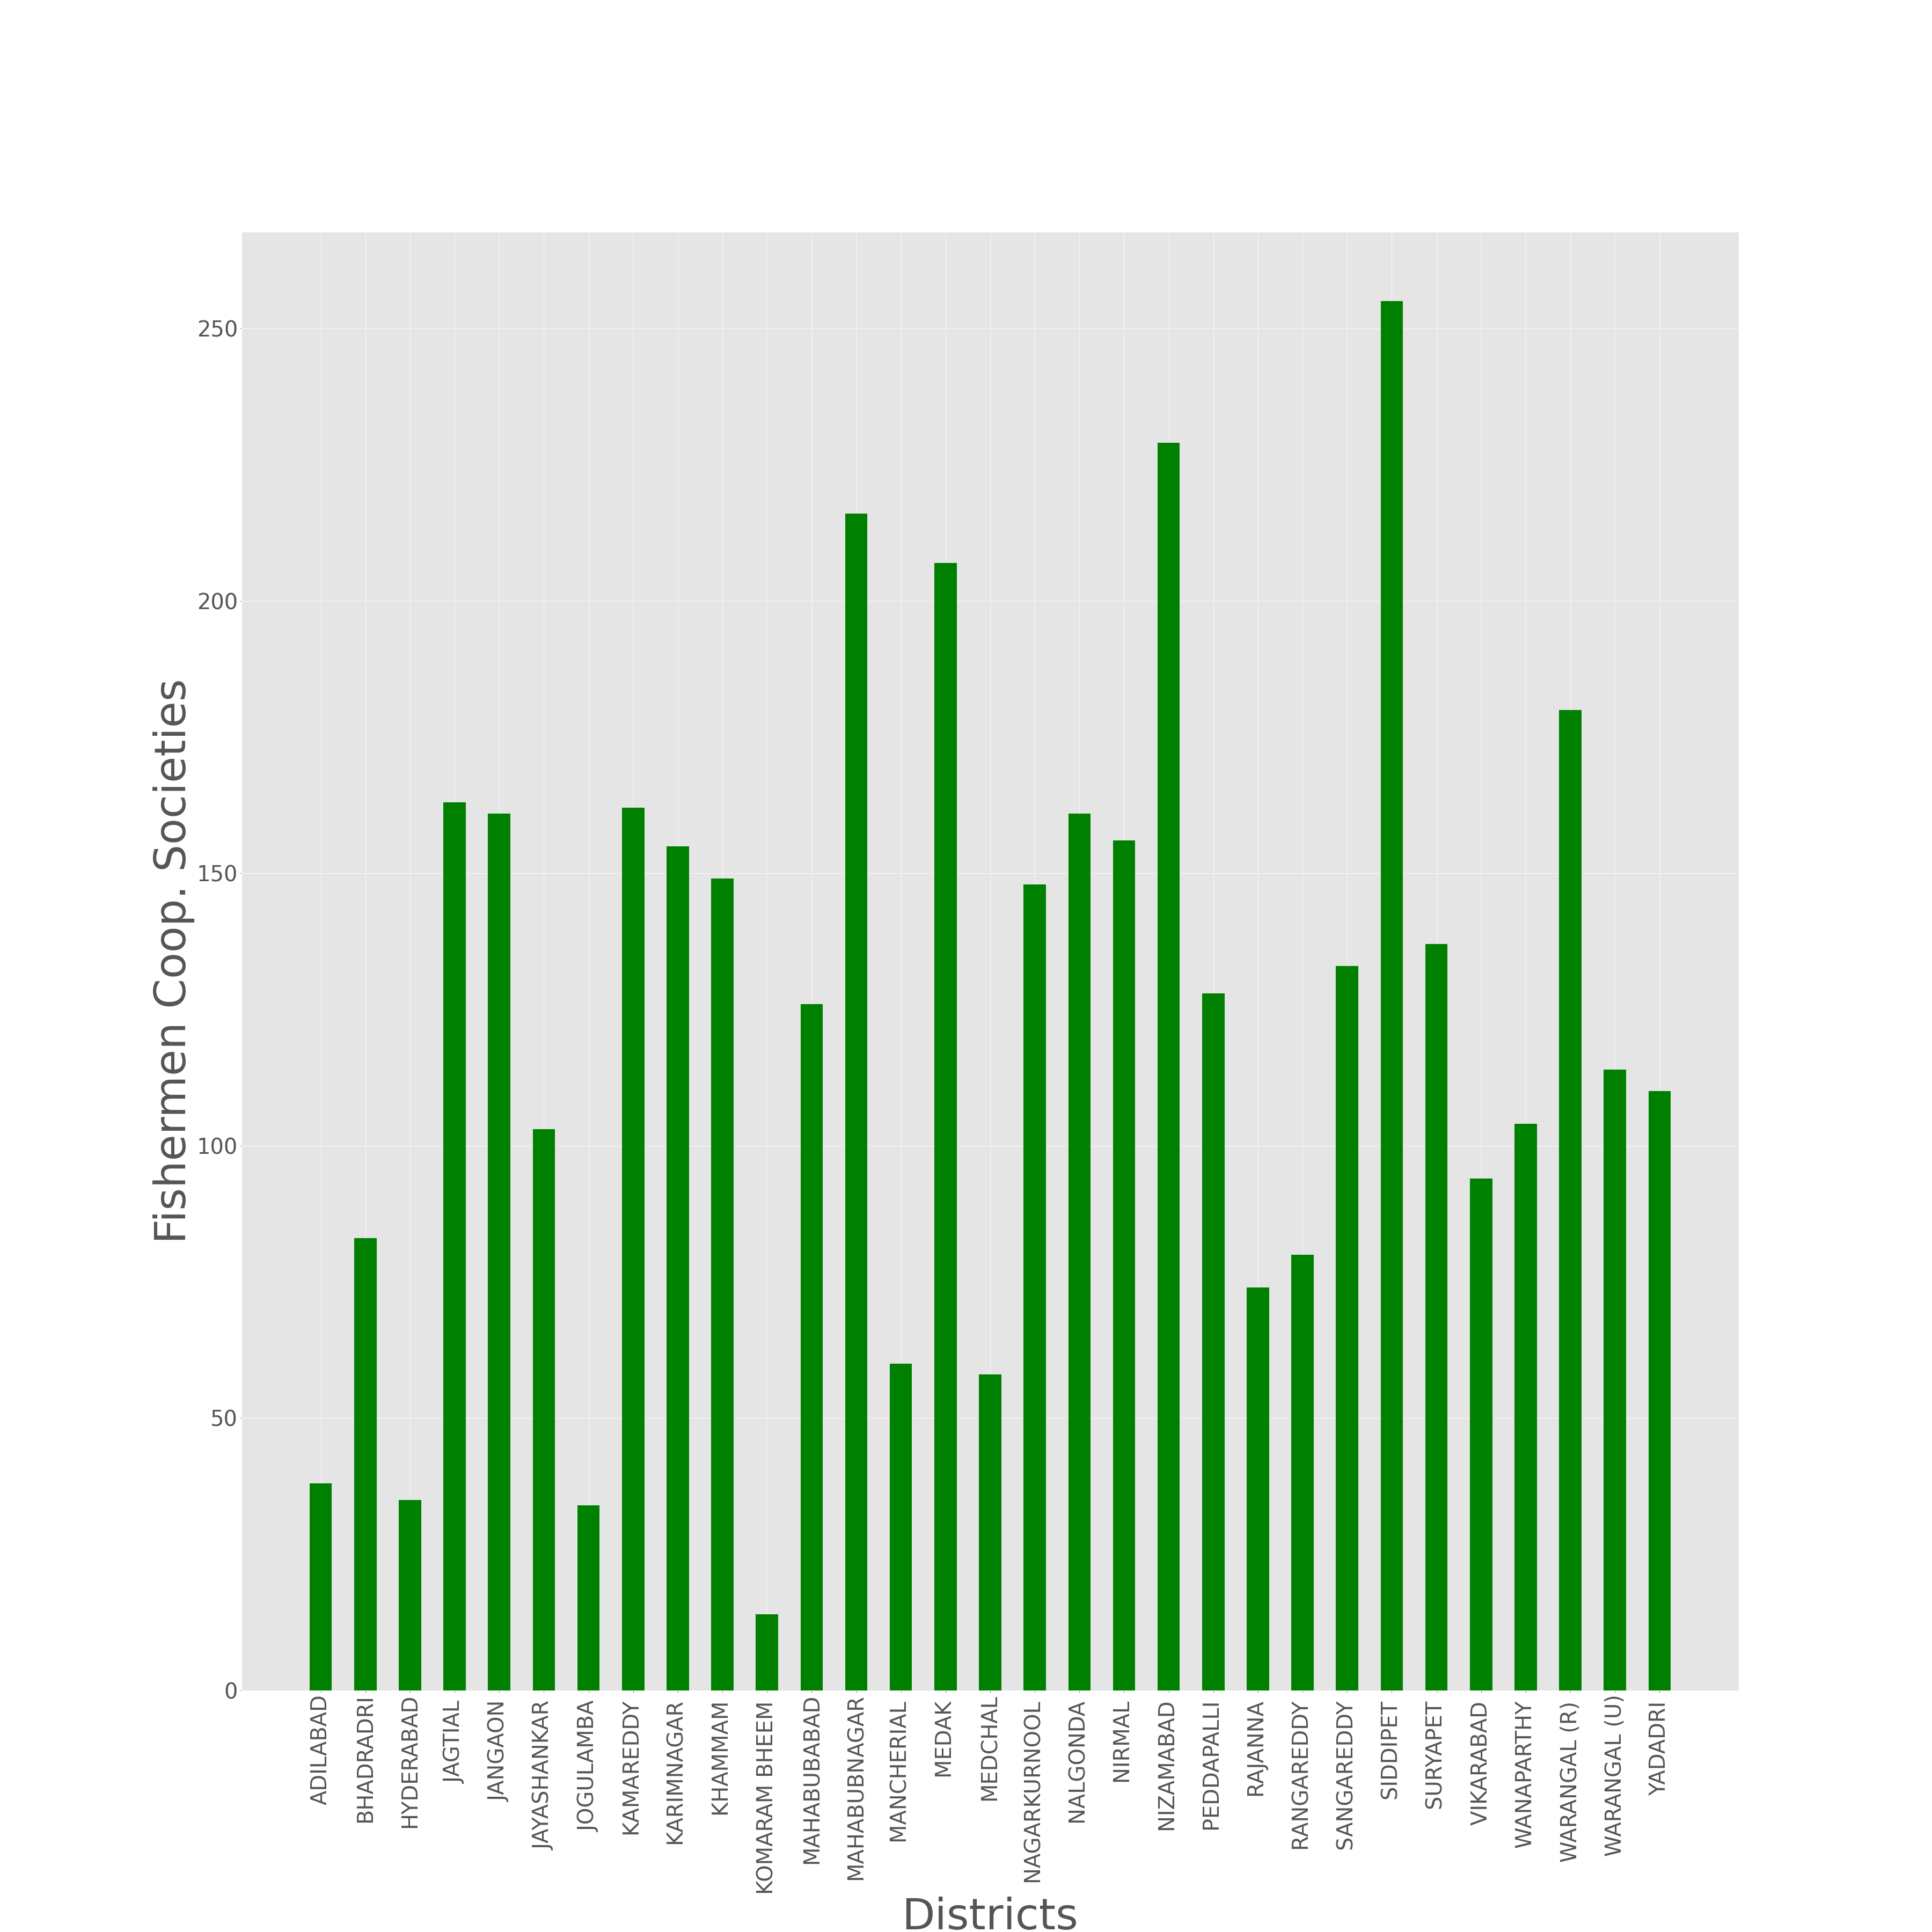 Fishermen Coop. Societies
250
200
150
100
50
0
ADILABAD
BHADRADRI
HYDERABAD
JAGTIAL
JANGAON
JAYASHANKAR
JOGULAMBA
KAMAREDDY
KARIMNAGAR
KHAMMAM
KOMARAM BHEEM
MAHABUBABAD
MAHABUBNAGAR
MANCHERIAL
MEDAK
MEDCHAL
NAGARKURNOOL
NALGONDA
NIRMAL
NIZAMABAD
PEDDAPALLI
RAJANNA
RANGAREDDY
SANGAREDDY
SIDDIPET
SURYAPET
VIKARABAD
WANAPARTHY
WARANGAL (R)
WARANGAL (U)
YADADRI
Districts